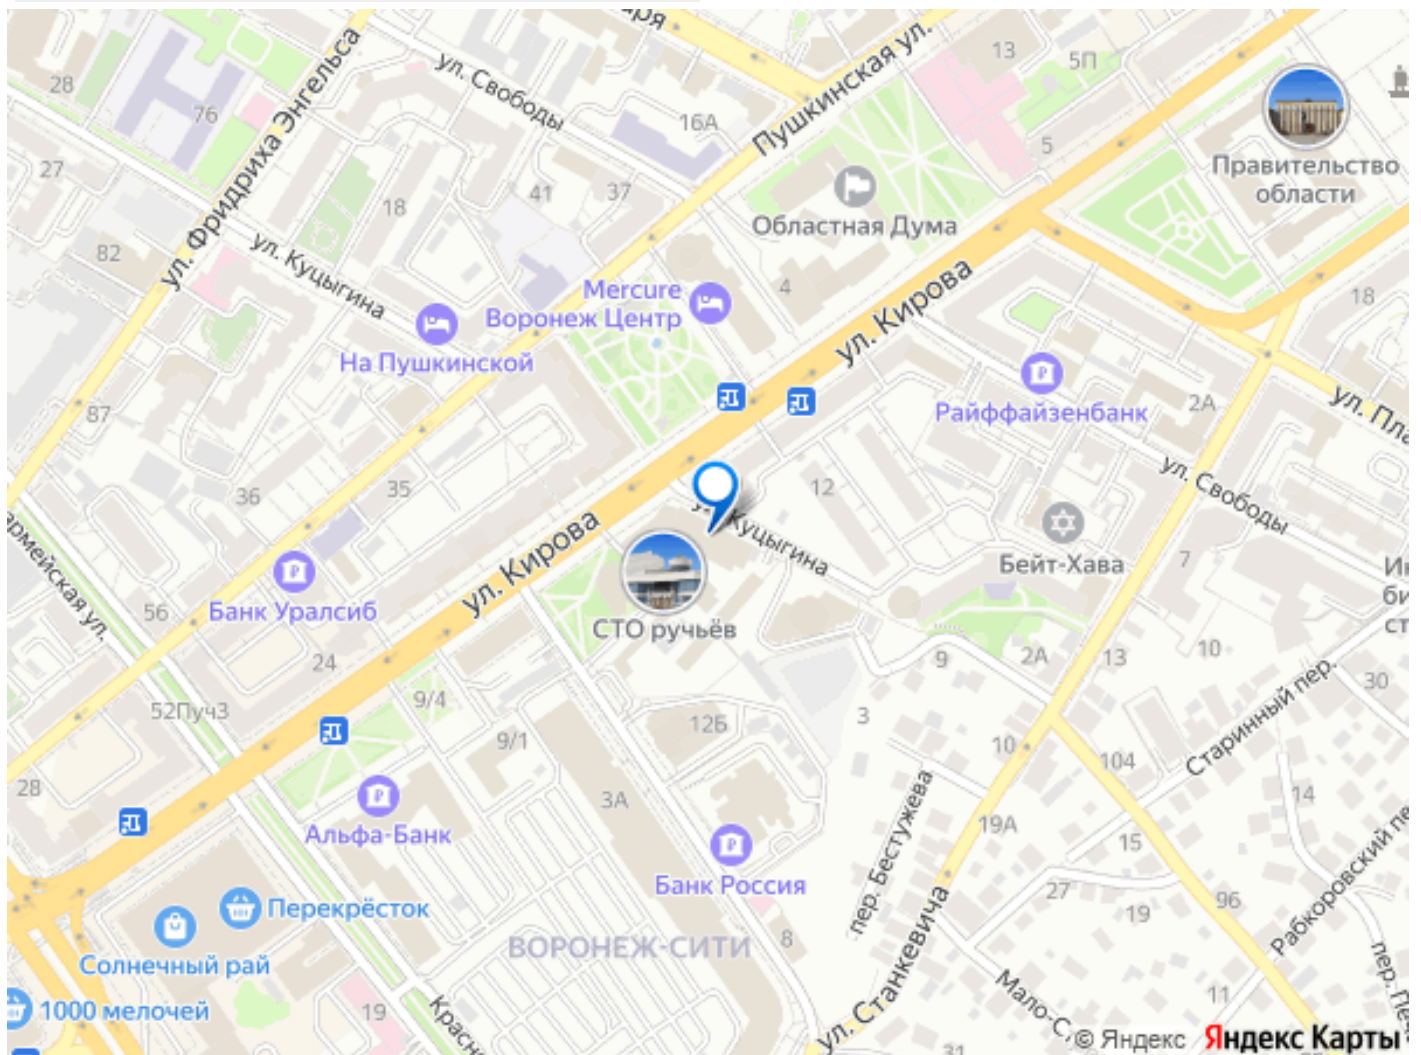 ул. Свободы
Пушкинская ул.
13
5П
28
76
16А
ул. Фридриха Энгельса
5
Правительство
области
27
41
37
18
Областная Дума
82
ул. Куцыгина
Mercure
Воронеж Центр
4
ул. Кирова
18
На Пушкинской
87
Райффайзенбанк
2А
36
35
12
ул. Свободы
ул. Кирова
Куцыгина
Бейт-Хава
7
Банк Уралсиб
56
СТО ручьёв
24
9/4
9
2А
13
10
30
52Пуч3
9/1
12Б
3
10
104
Старинный пер.
28
3А
14
Альфа-Банк
пер. Бестужева
19А
15
Рабкоровский
Банк Россия
27
19
96
Перекрёсток
ВОРОНЕЖ-СИТИ
8
Солнечный рай
ул. Станкевича
11
1000 мелочей
19
31
© Яндекс Яндекс Карты